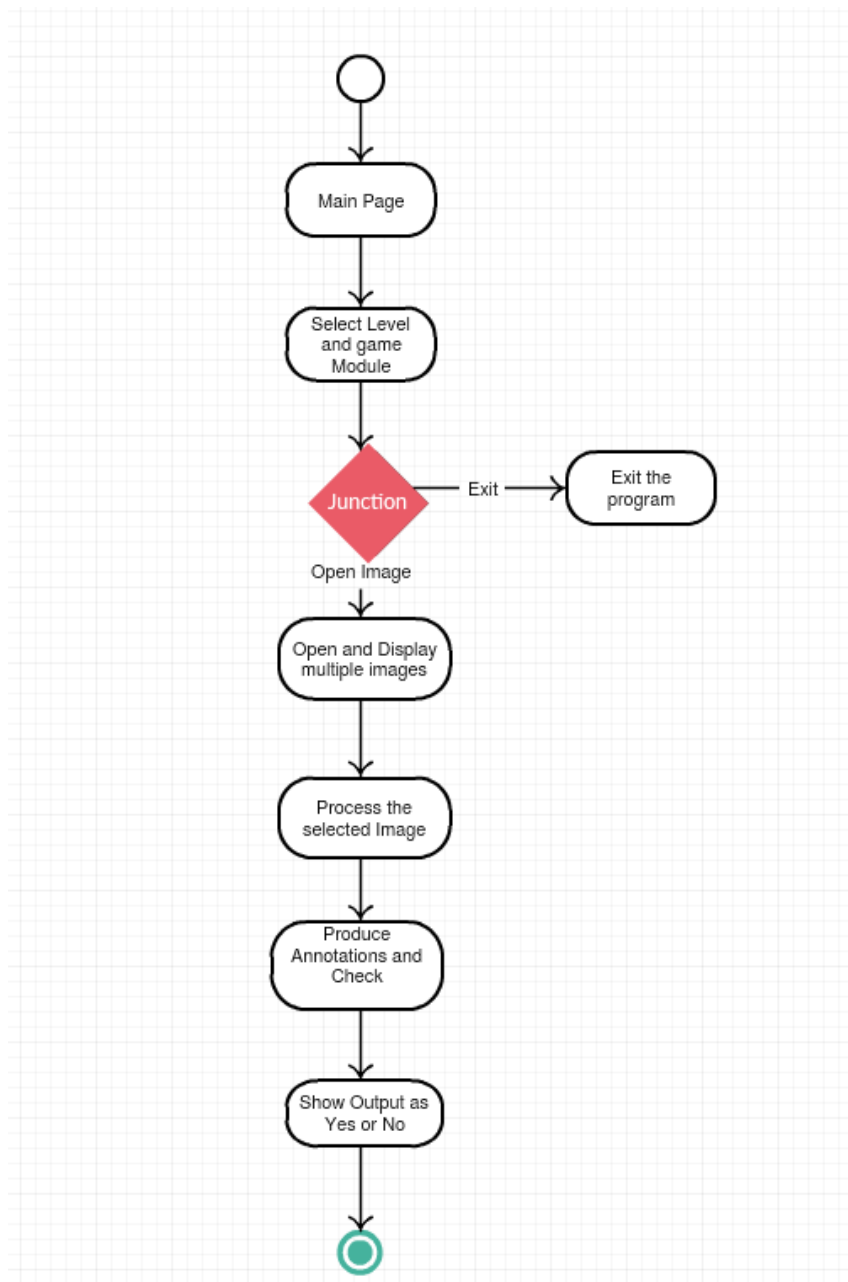 Main Page
Select Level
and game
Module
Junction
Exit
Exit the
program
Open Image
Open and Display
multiple images
Process the
selected Image
Produce
Annotations and
Check
Show Output as
Yes or No